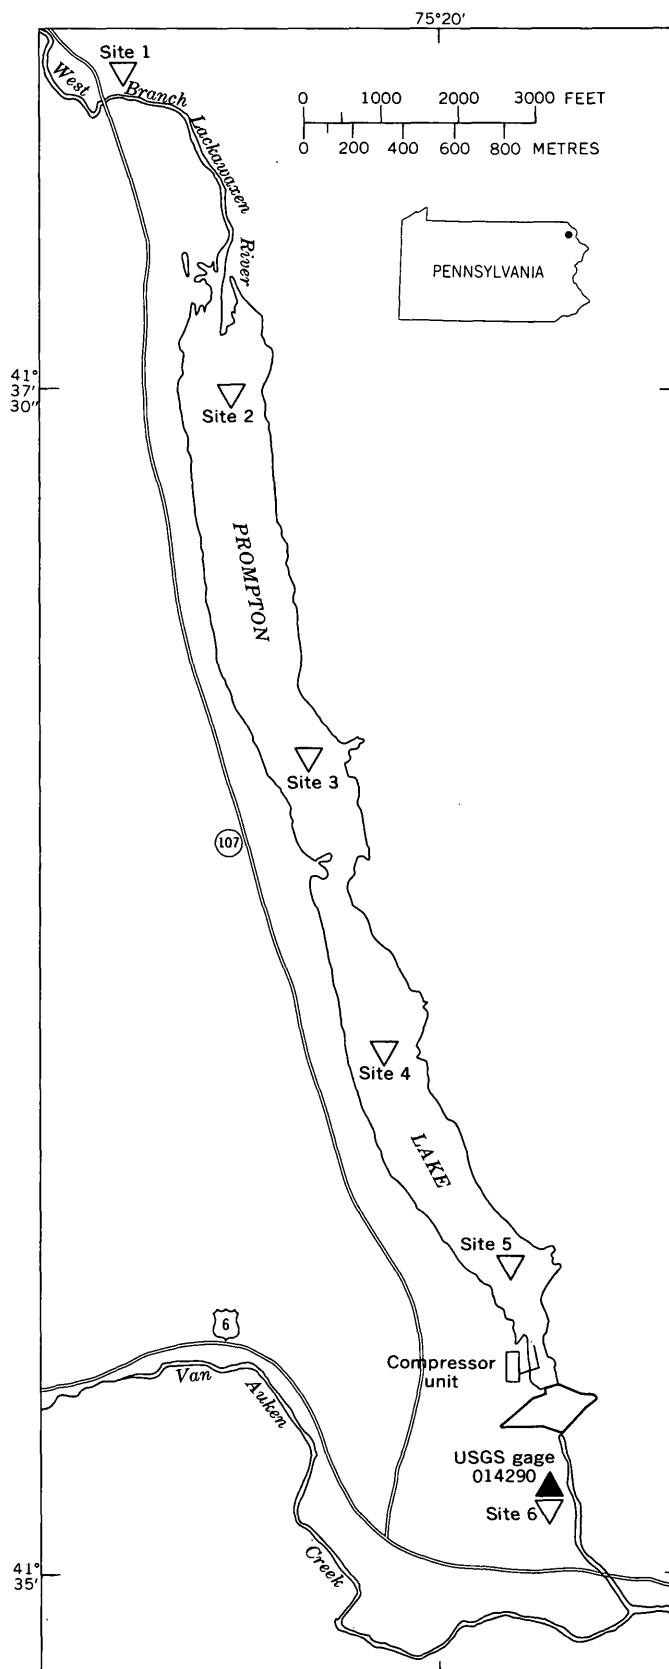 75°20'
Site 1
West Branch Lackawaxen River
0 1000 2000 3000 FEET
0 200 400 600 800 METRES
PENNSYLVANIA
41°
37'
30"
Site 2
PROMPTON
Site 3
107
Site 4
LAKE
Site 5
6
Compressor
unit
Van Auken Creek
USGS gage
014290
Site 6
41°
35'